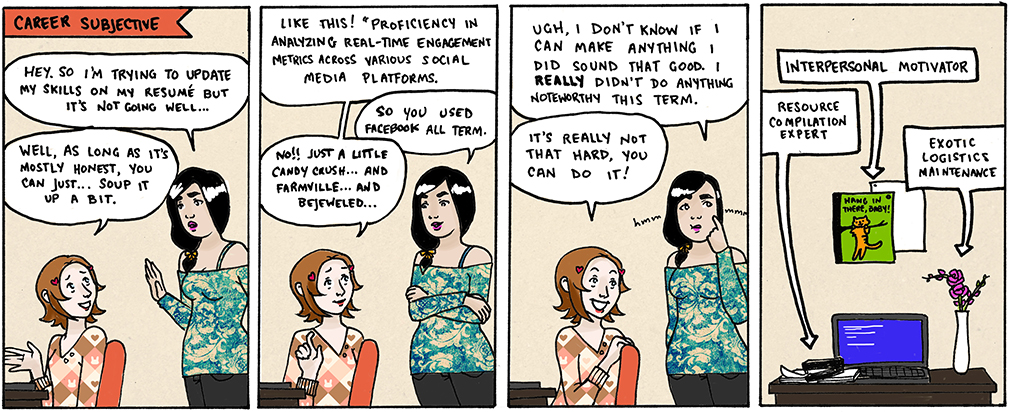 CAREER SUBJECTIVE
HEY. SO I'M TRYING TO UPDATE
MY SKILLS ON MY RESUMÉ BUT
IT'S NOT GOING WELL...
WELL, AS LONG AS IT'S
MOSTLY HONEST, YOU
CAN JUST... SOUP IT
UP A BIT.
LIKE THIS! "PROFICIENCY IN
ANALYZING REAL-TIME ENGAGEMENT
METRICS ACROSS VARIOUS SOCIAL
MEDIA PLATFORMS.
SO YOU USED
FACEBOOK ALL TERM.
NO!! JUST A LITTLE
CANDY CRUSH... AND
FARMVILLE... AND
BEJEWELED...
UGH, I DON'T KNOW IF I
CAN MAKE ANYTHING I
DID SOUND THAT GOOD. I
REALLY DIDN'T DO ANYTHING
NOTEWORTHY THIS TERM.
IT'S REALLY NOT
THAT HARD, YOU
CAN DO IT!
hmm
mmm
INTERPERSONAL MOTIVATOR
RESOURCE
COMPILATION
EXPERT
EXOTIC
LOGISTICS
MAINTENANCE
HANG IN
THERE, BABY!